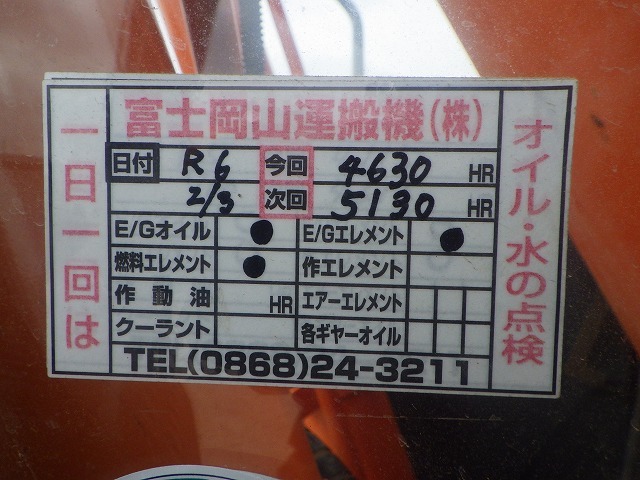 富士岡山運搬機(株)
一日一回は
オイル・水の点検
日付 R6 今回 4630 HR
2/3 次回 5130 HR
E/Gオイル ● E/Gエレメント ●
燃料エレメント ● 作エレメント
作動油 HR エアーエレメント
クーラント 各ギヤーオイル
TEL(0868)24-3211